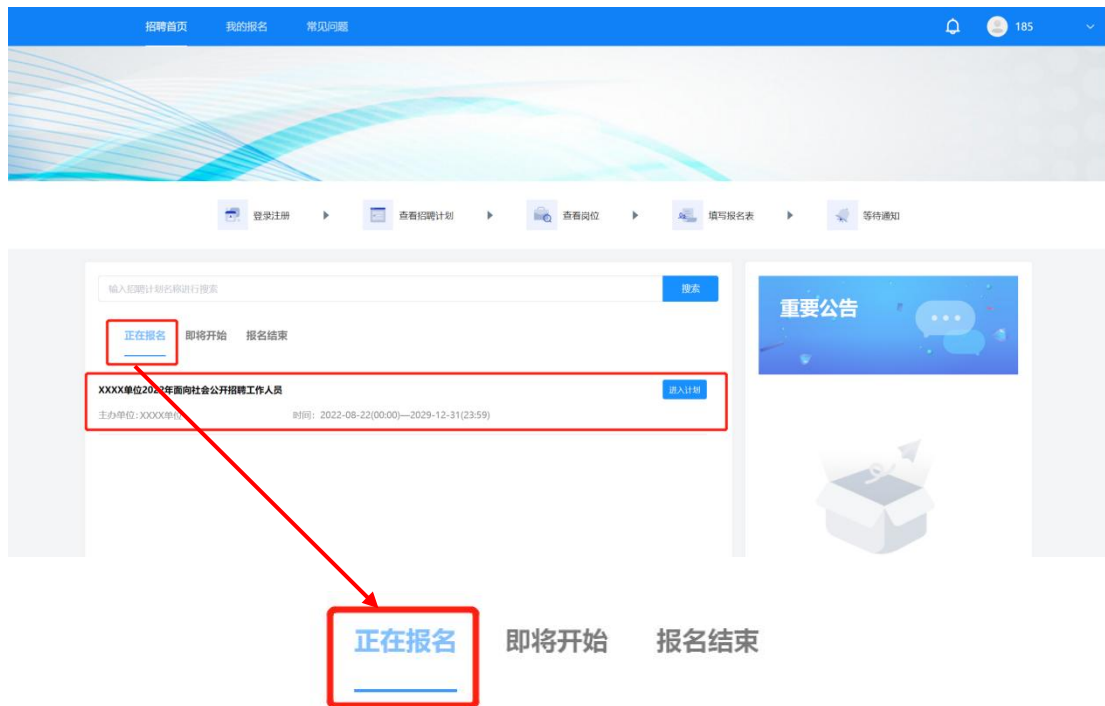 招聘首页 我的报名 常见问题 185
登录注册 查看招聘计划 查看岗位 填写报名表 等待通知
输入招聘计划名称进行搜索 搜索
重要公告
正在报名 即将开始 报名结束
XXXX单位2022年面向社会公开招聘工作人员 进入计划
主办单位:XXXX单位 时间：2022-08-22(00:00)—2029-12-31(23:59)
正在报名 即将开始 报名结束